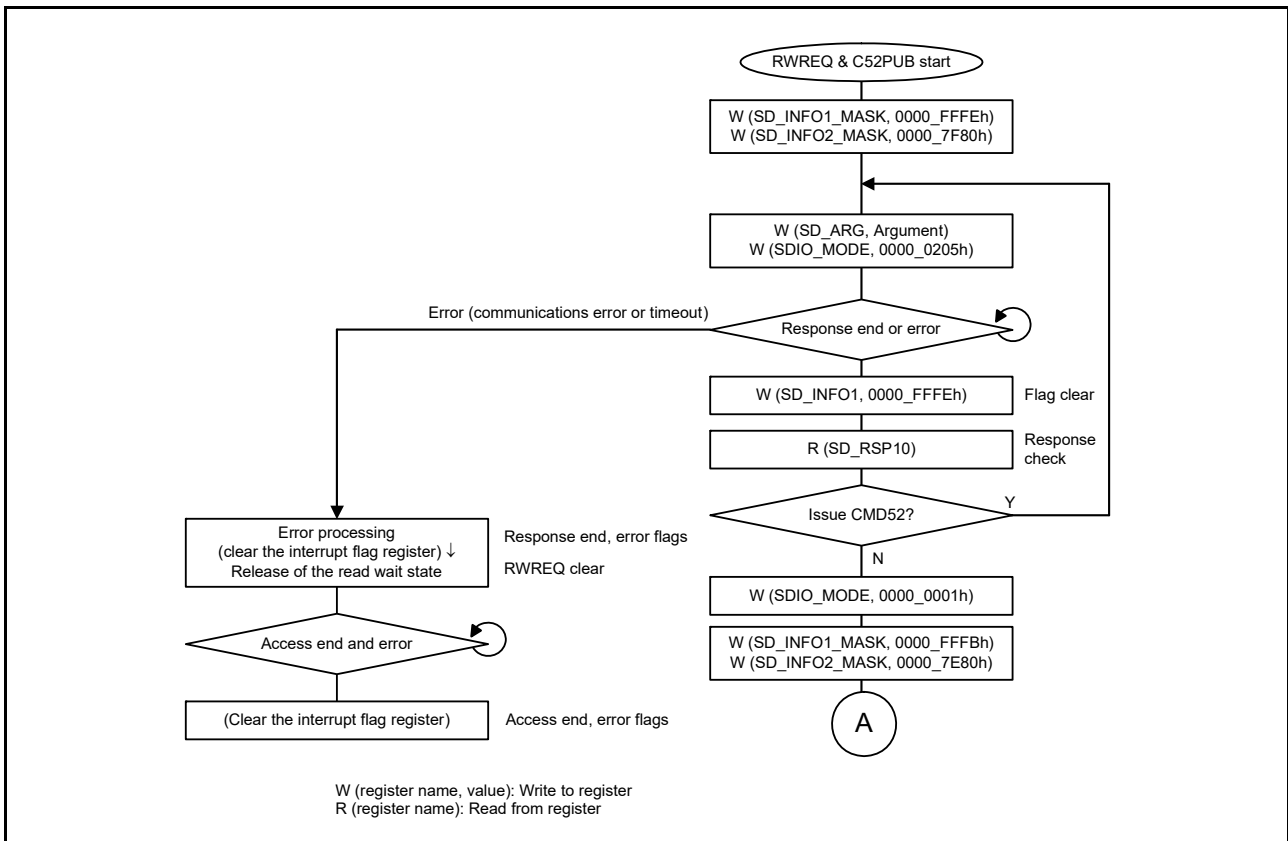 RWREQ & C52PUB start
W (SD_INFO1_MASK, 0000_FFFEh)
W (SD_INFO2_MASK, 0000_7F80h)
W (SD_ARG, Argument)
W (SDIO_MODE, 0000_0205h)
Error (communications error or timeout)
Response end or error
W (SD_INFO1, 0000_FFFEh)
Flag clear
R (SD_RSP10)
Response
check
Issue CMD52?
Y
N
Error processing
(clear the interrupt flag register) ↓
Release of the read wait state
Response end, error flags
RWREQ clear
W (SDIO_MODE, 0000_0001h)
Access end and error
W (SD_INFO1_MASK, 0000_FFFBh)
W (SD_INFO2_MASK, 0000_7E80h)
(Clear the interrupt flag register)
Access end, error flags
A
W (register name, value): Write to register
R (register name): Read from register